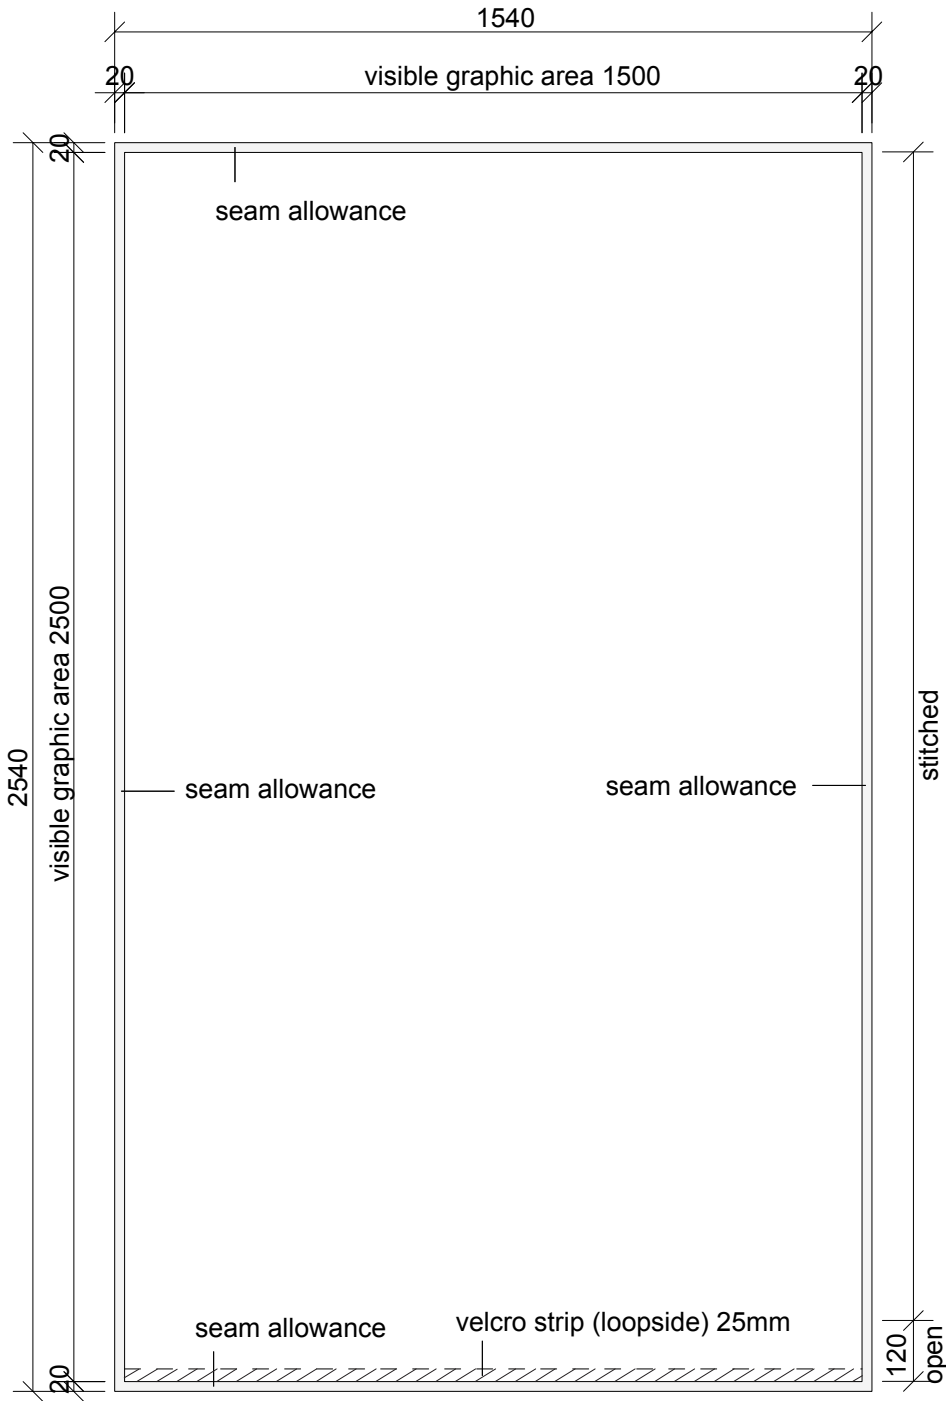 1540
20
visible graphic area 1500
20
20
seam allowance
visible graphic area 2500
2540
stitched
seam allowance
seam allowance
velcro strip (loopside) 25mm
seam allowance
120
open
20